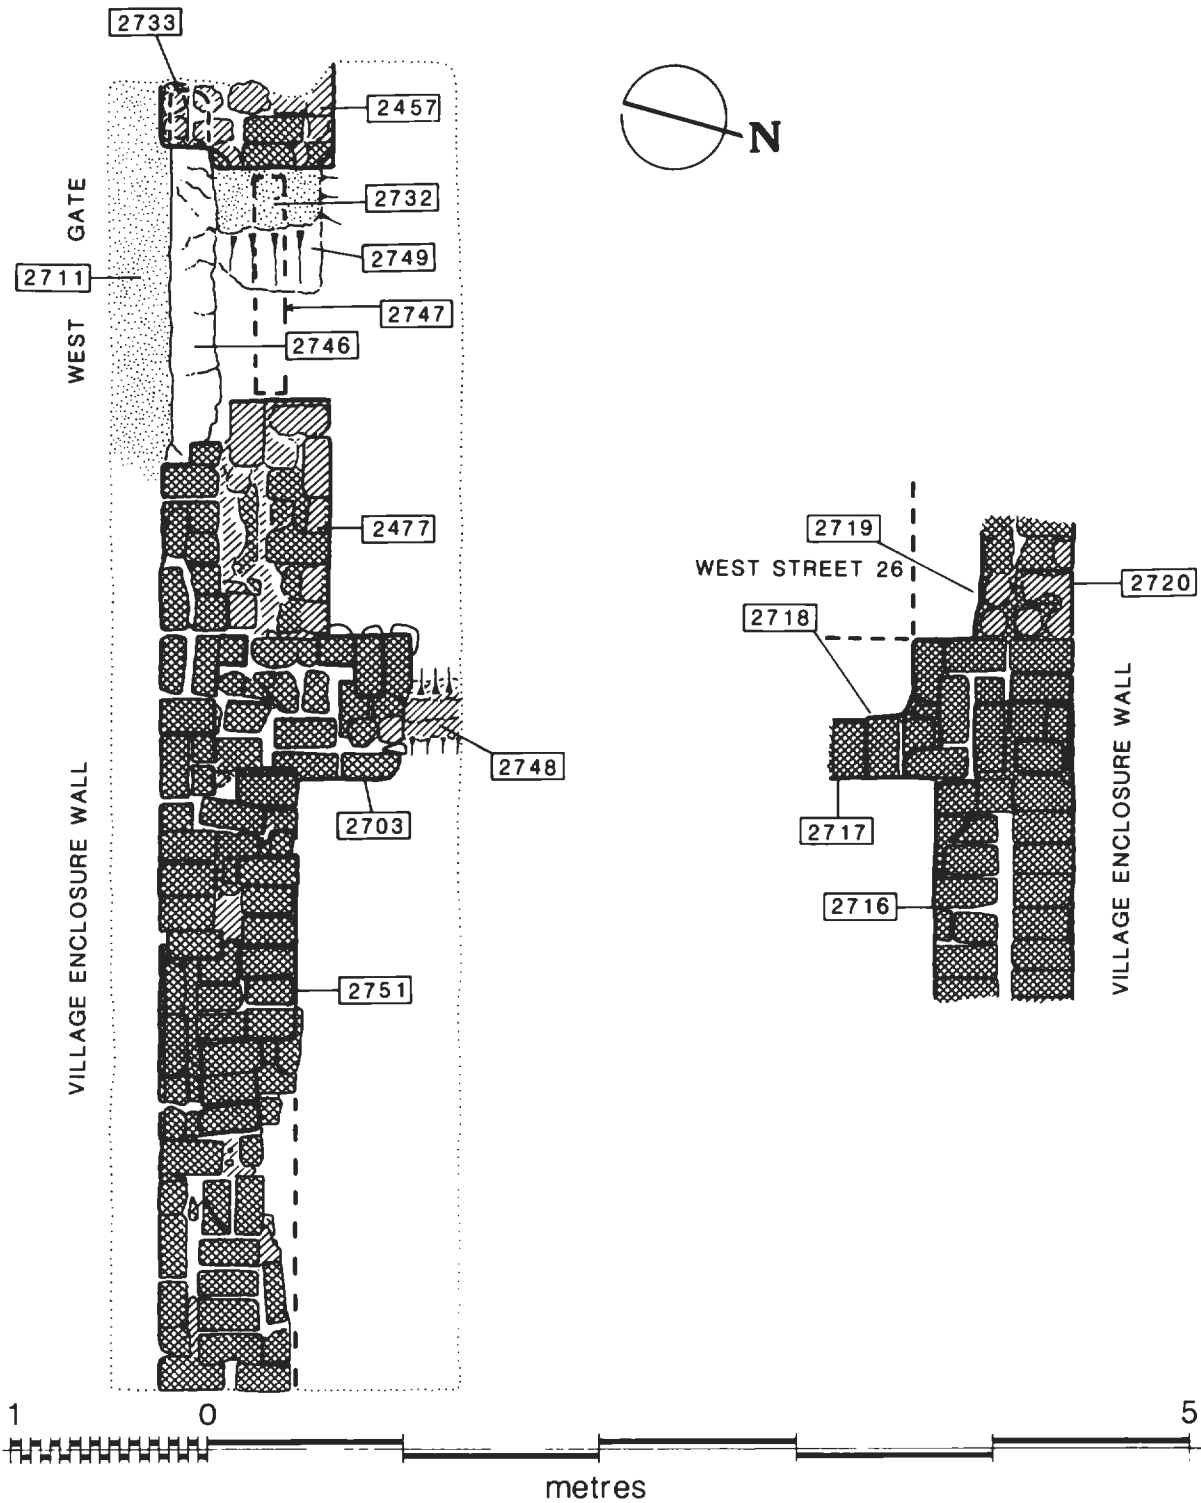 2733
2457
N
2732
2749
2711
WEST GATE
2747
2746
2477
2719
WEST STREET 26
2720
2718
2748
2703
2717
VILLAGE ENCLOSURE WALL
VILLAGE ENCLOSURE WALL
2716
2751
1 0 5
metres